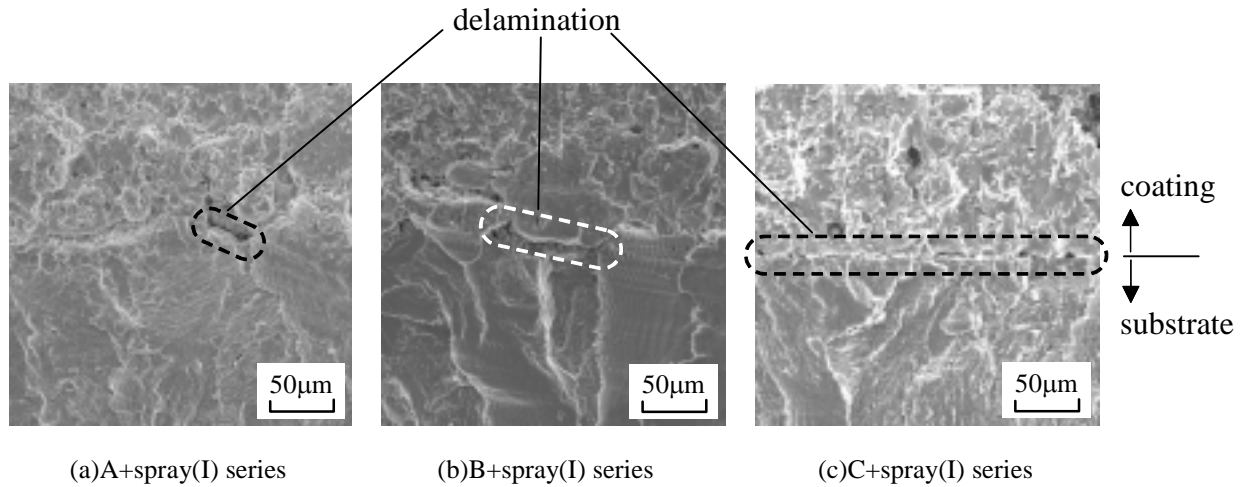 delamination
coating
substrate
50μm
50μm
50μm
(a)A+spray(I) series
(b)B+spray(I) series
(c)C+spray(I) series